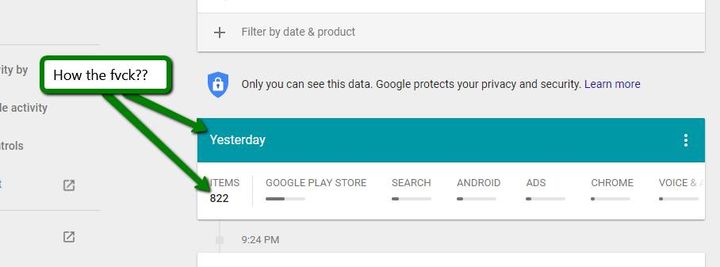 Filter by date & product
ity by
How the fvck??
Only you can see this data. Google protects your privacy and security. Learn more
e activity
Yesterday
ntrols
ITEMS GOOGLE PLAY STORE SEARCH ANDROID ADS CHROME VOICE &
822
t
9:24 PM